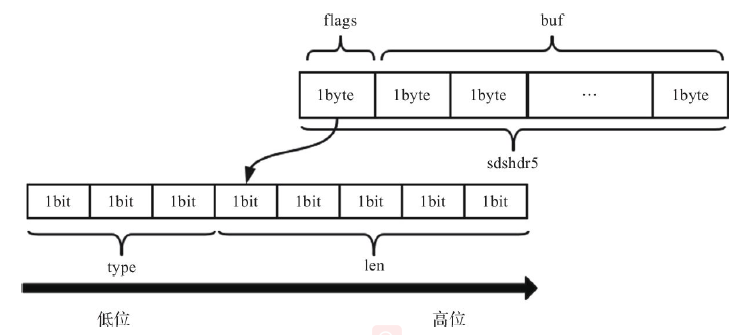 flags buf
1byte 1byte 1byte … 1byte
sdshdr5
1bit 1bit 1bit 1bit 1bit 1bit 1bit 1bit
type len
低位 高位